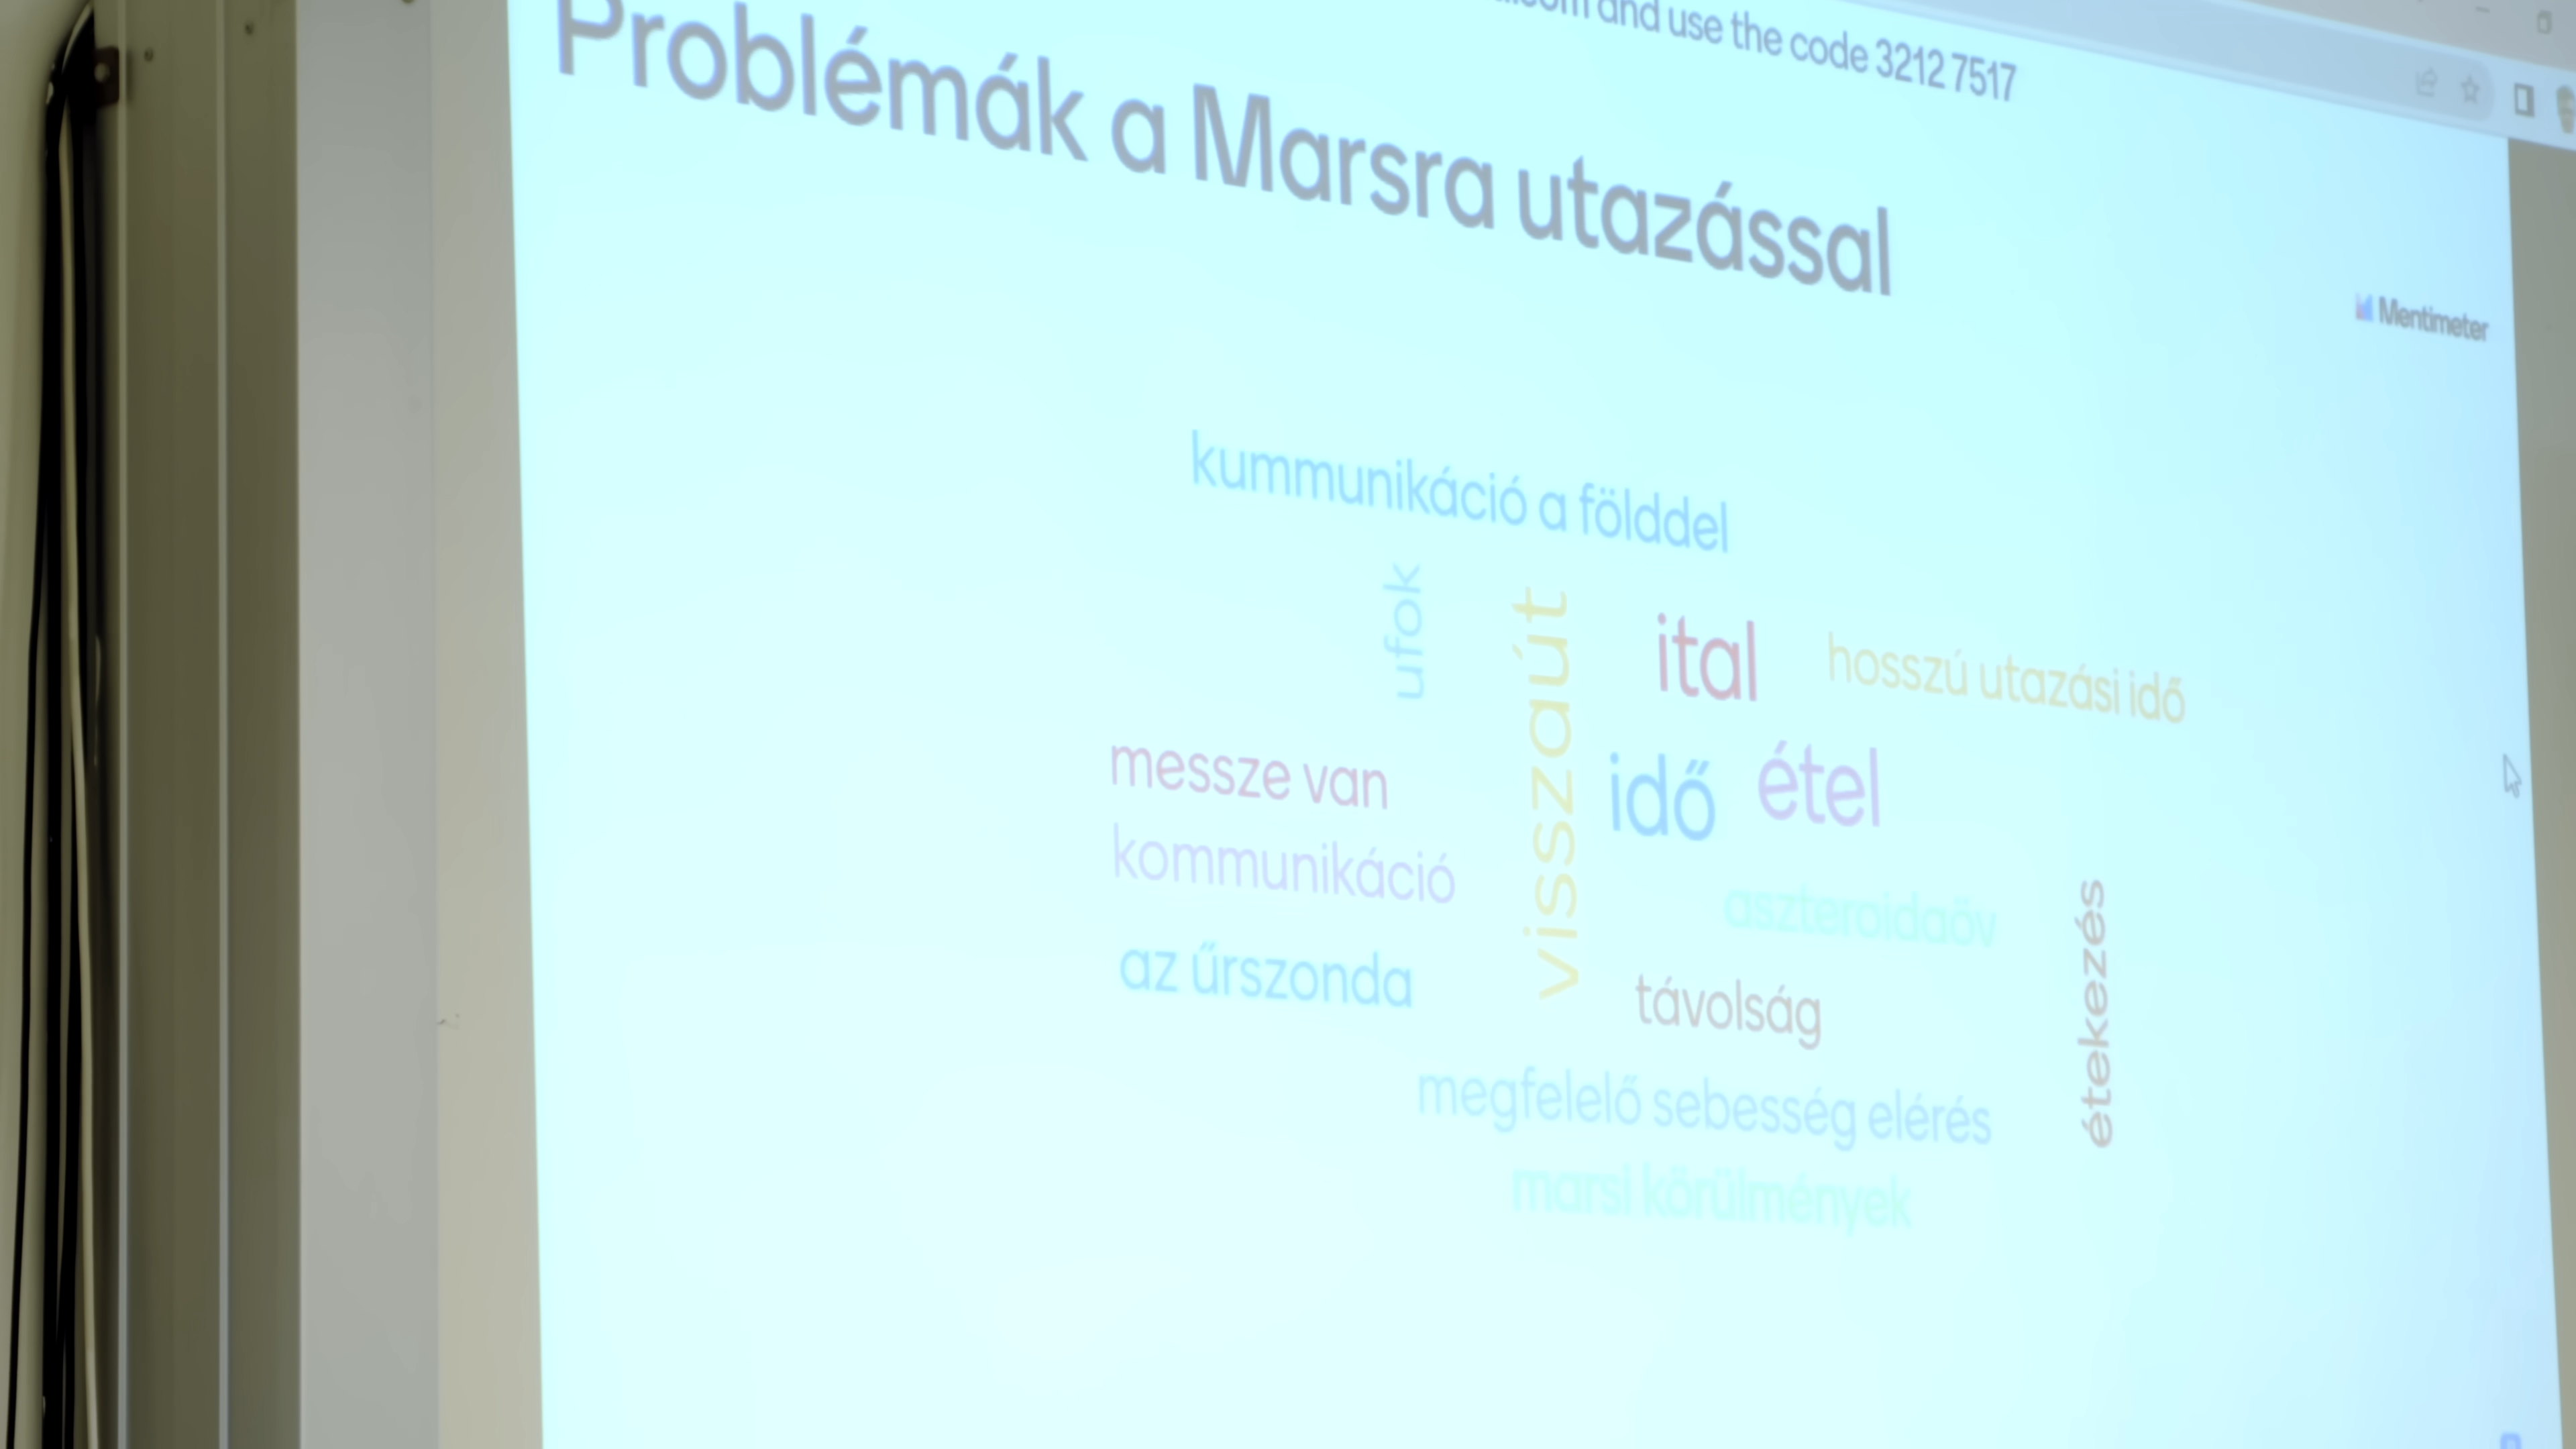 and use the code 3212 7517
Problémák a Marsra utazással
Mentimeter
kummunikáció a földdel
ufok
visszaút
ital
hosszú utazási idő
messze van
idő
étel
kommunikáció
aszteroidaöv
étekezés
az űrszonda
távolság
megfelelő sebesség elérés
marsi körülmények